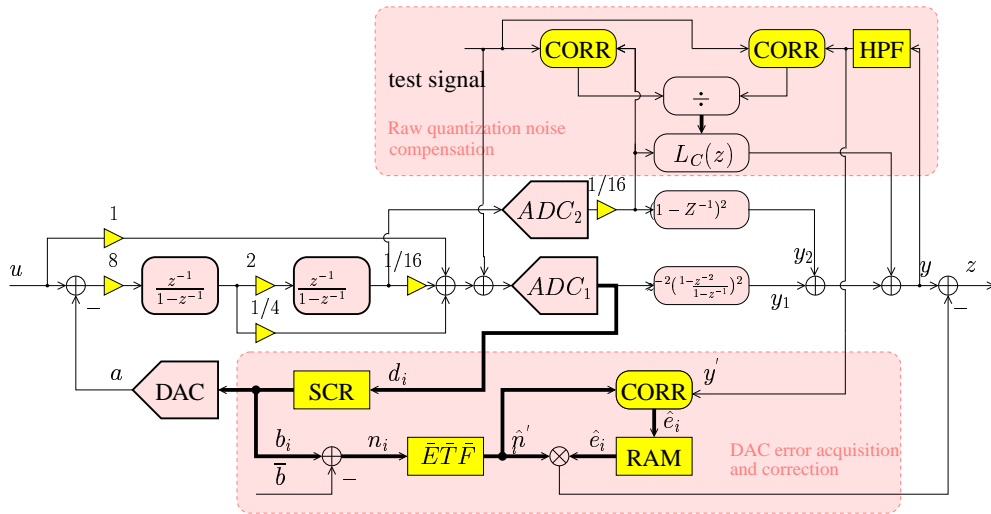 CORR
CORR
HPF
test signal
÷
Raw quantization noise
compensation
L_C(z)
1/16
ADC_2
1 - Z^{-1})^2
1
u
8
z^{-1}
1-z^{-1}
2
z^{-1}
1-z^{-1}
1/16
1/4
ADC_1
-2(1-z^{-2}
1-z^{-1})^2
y_2
y_1
y
z
−
−
a
DAC
SCR
d_i
CORR
y'
ê_i
b_i
n_i
ĒT̄F̄
n̂_i'
ê_i
RAM
b̄
−
DAC error acquisition
and correction